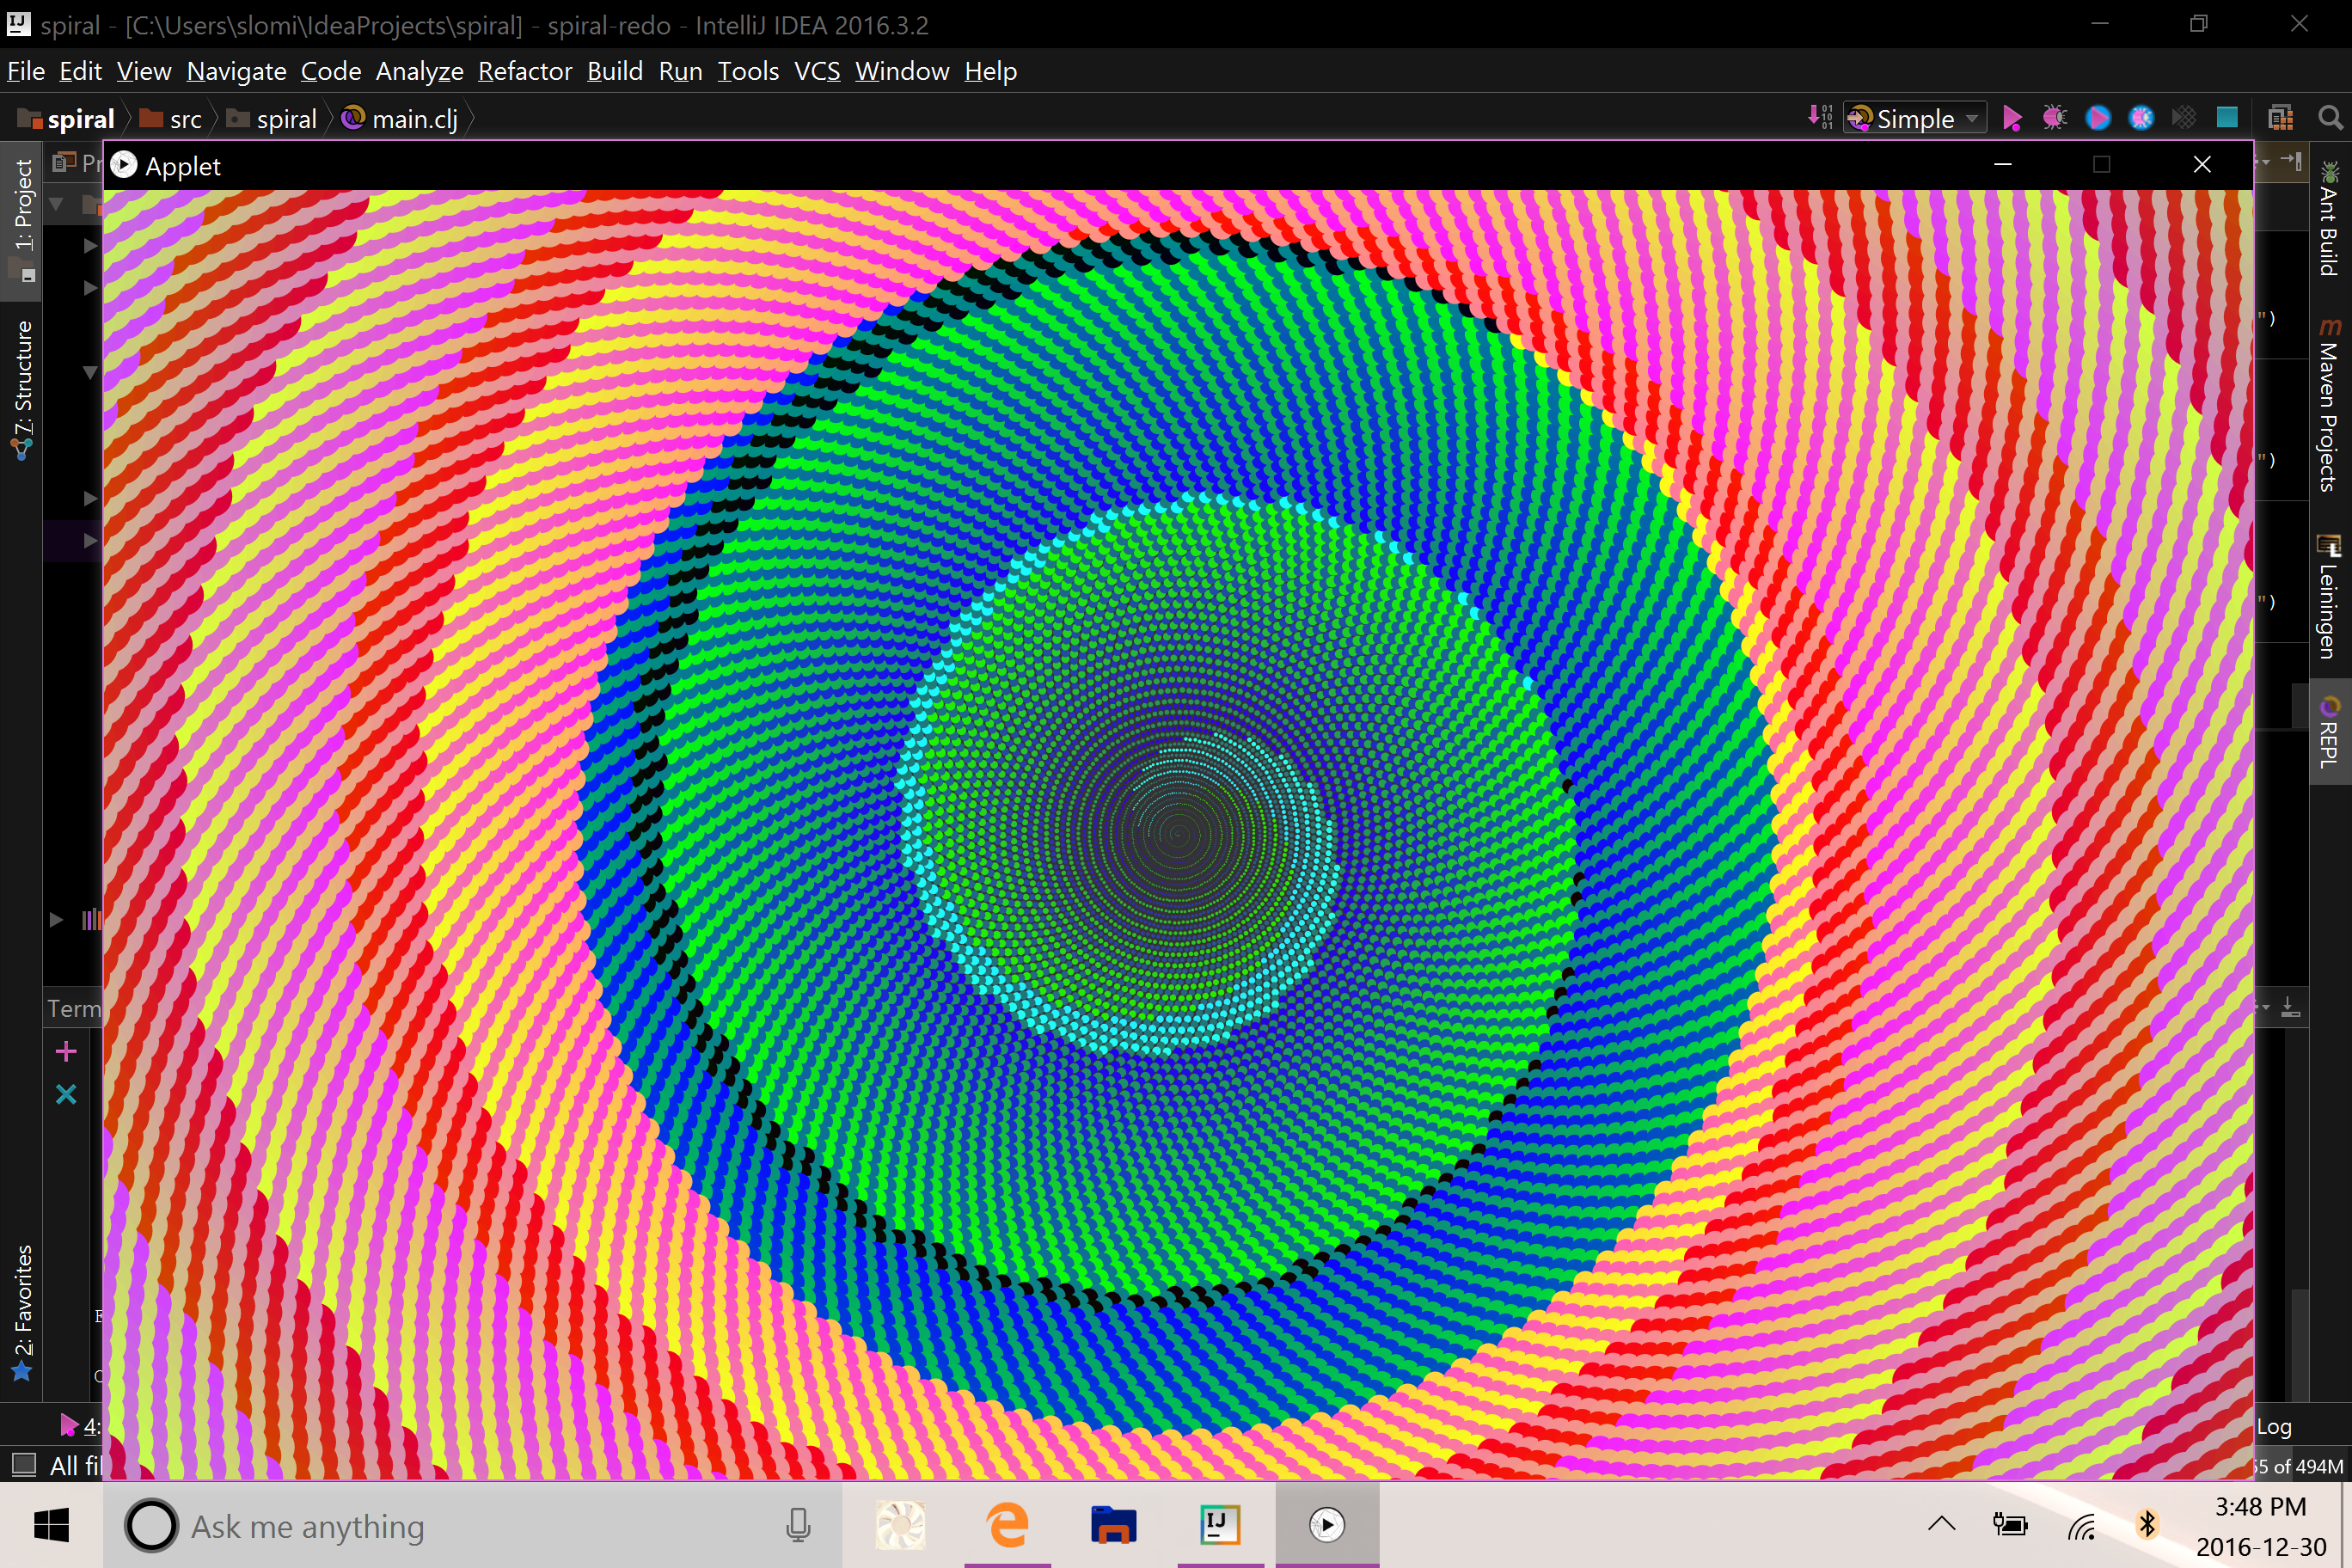 spiral - [C:\Users\slomi\IdeaProjects\spiral] - spiral-redo - IntelliJ IDEA 2016.3.2
File Edit View Navigate Code Analyze Refactor Build Run Tools VCS Window Help
spiral src spiral main.clj
Simple
Applet
1: Project
7: Structure
2: Favorites
Ant Build
Maven Projects
Leiningen
REPL
")
")
")
Term
4:
Log
All fil
5 of 494M
Ask me anything
3:48 PM
2016-12-30